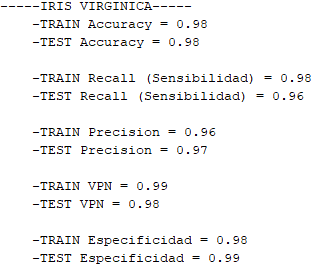 -----IRIS VIRGINICA-----
-TRAIN Accuracy = 0.98
-TEST Accuracy = 0.98
-TRAIN Recall (Sensibilidad) = 0.98
-TEST Recall (Sensibilidad) = 0.96
-TRAIN Precision = 0.96
-TEST Precision = 0.97
-TRAIN VPN = 0.99
-TEST VPN = 0.98
-TRAIN Especificidad = 0.98
-TEST Especificidad = 0.99